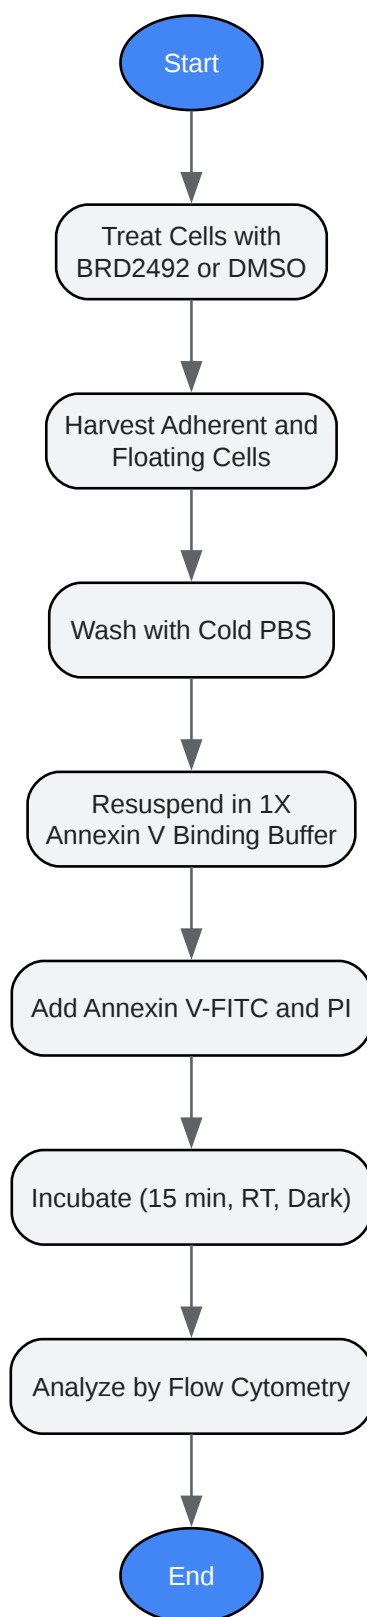 Start
Treat Cells with
BRD2492 or DMSO
Harvest Adherent and
Floating Cells
Wash with Cold PBS
Resuspend in 1X
Annexin V Binding Buffer
Add Annexin V-FITC and PI
Incubate (15 min, RT, Dark)
Analyze by Flow Cytometry
End